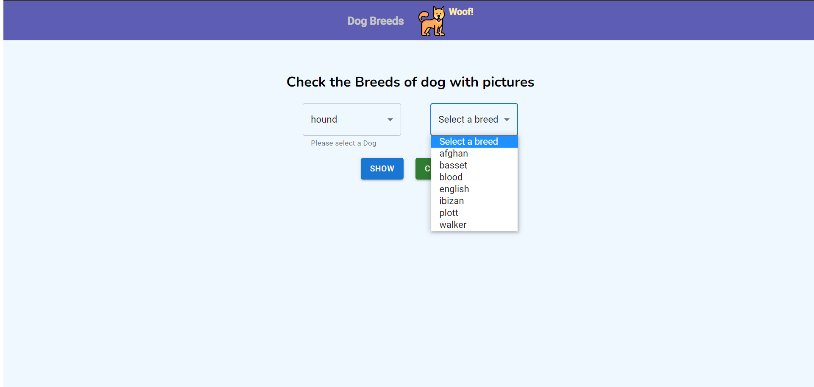 Dog Breeds
Woof!
Check the Breeds of dog with pictures
hound
Select a breed
Please select a Dog
SHOW
C
Select a breed
afghan
basset
blood
english
ibizan
plott
walker